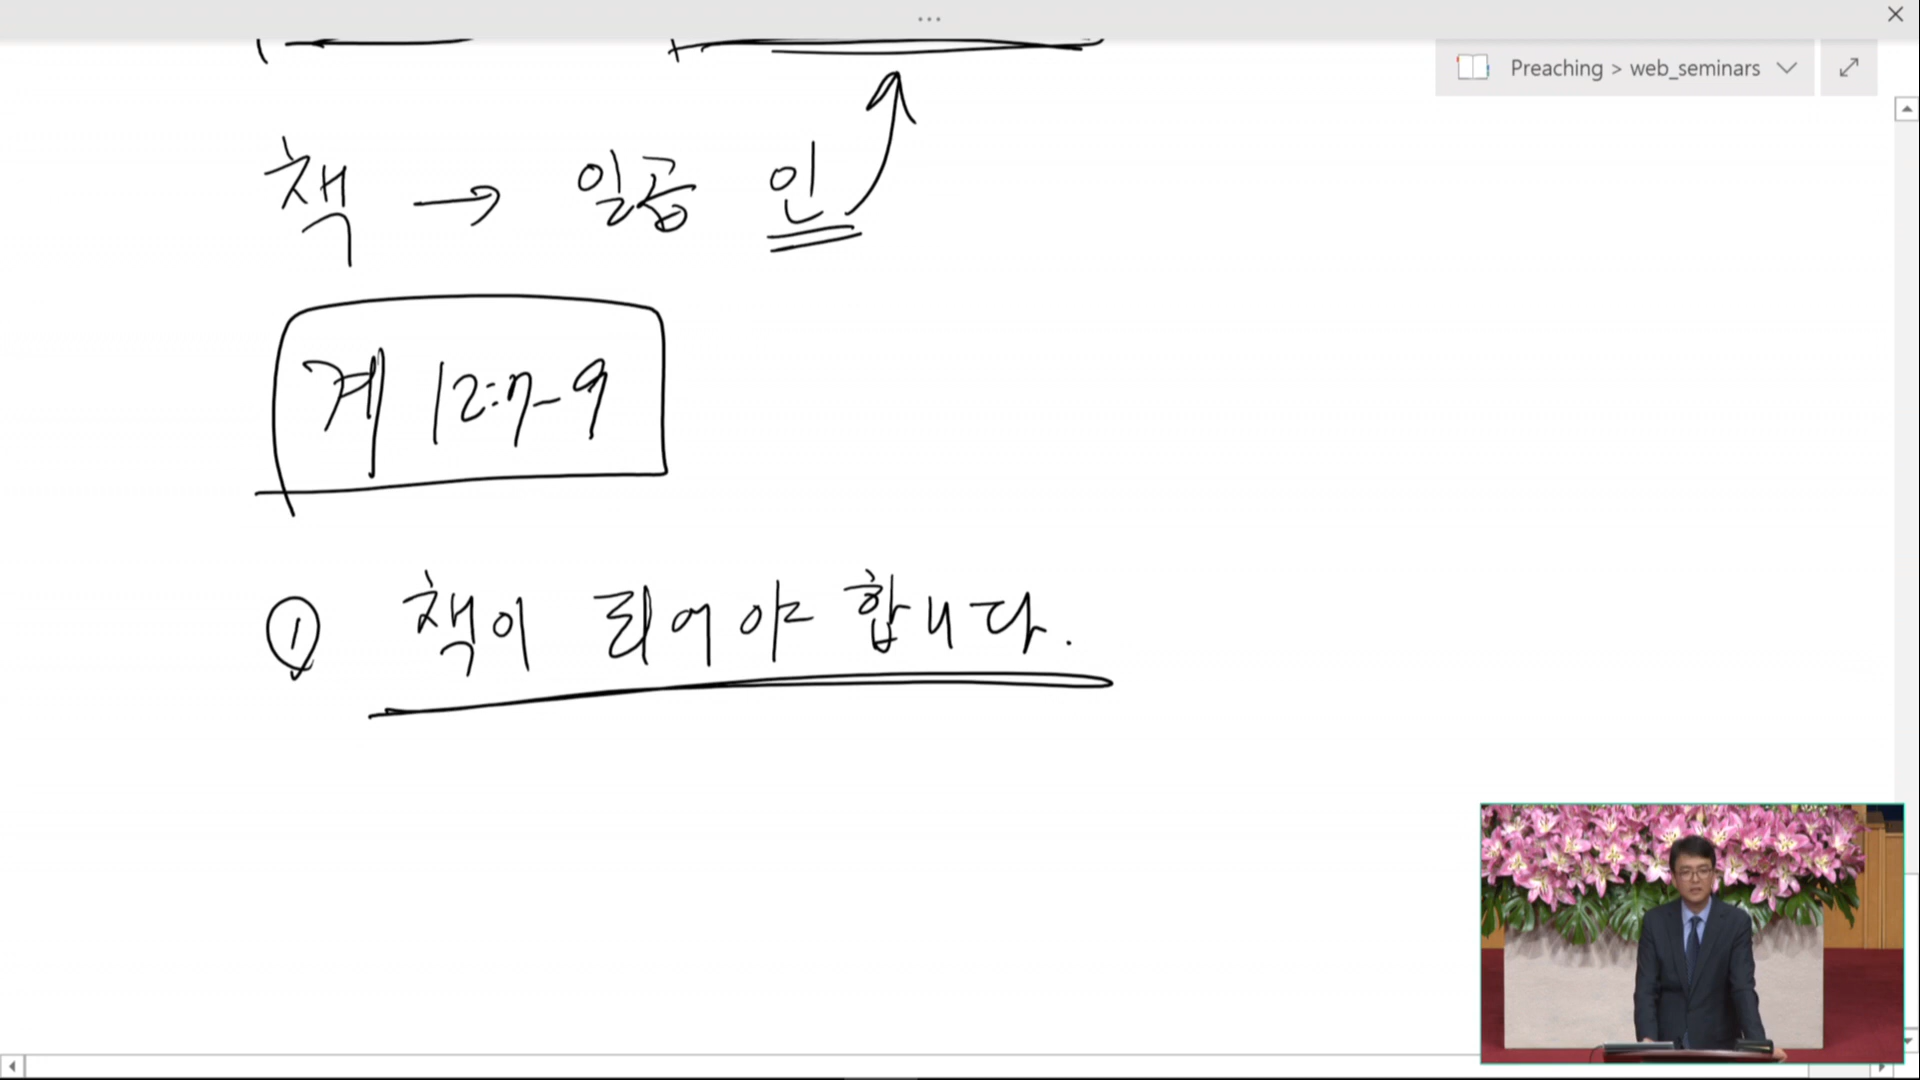 Preaching > web_seminars
책 → 일곱 인
계 12:7-9
① 책이 되어야 합니다.